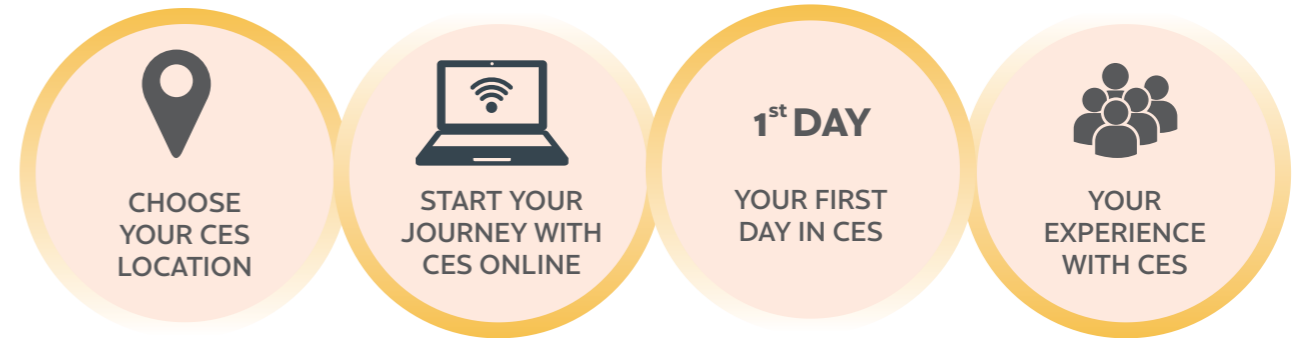 CHOOSE
YOUR CES
LOCATION
START YOUR
JOURNEY WITH
CES ONLINE
1st DAY
YOUR FIRST
DAY IN CES
YOUR
EXPERIENCE
WITH CES